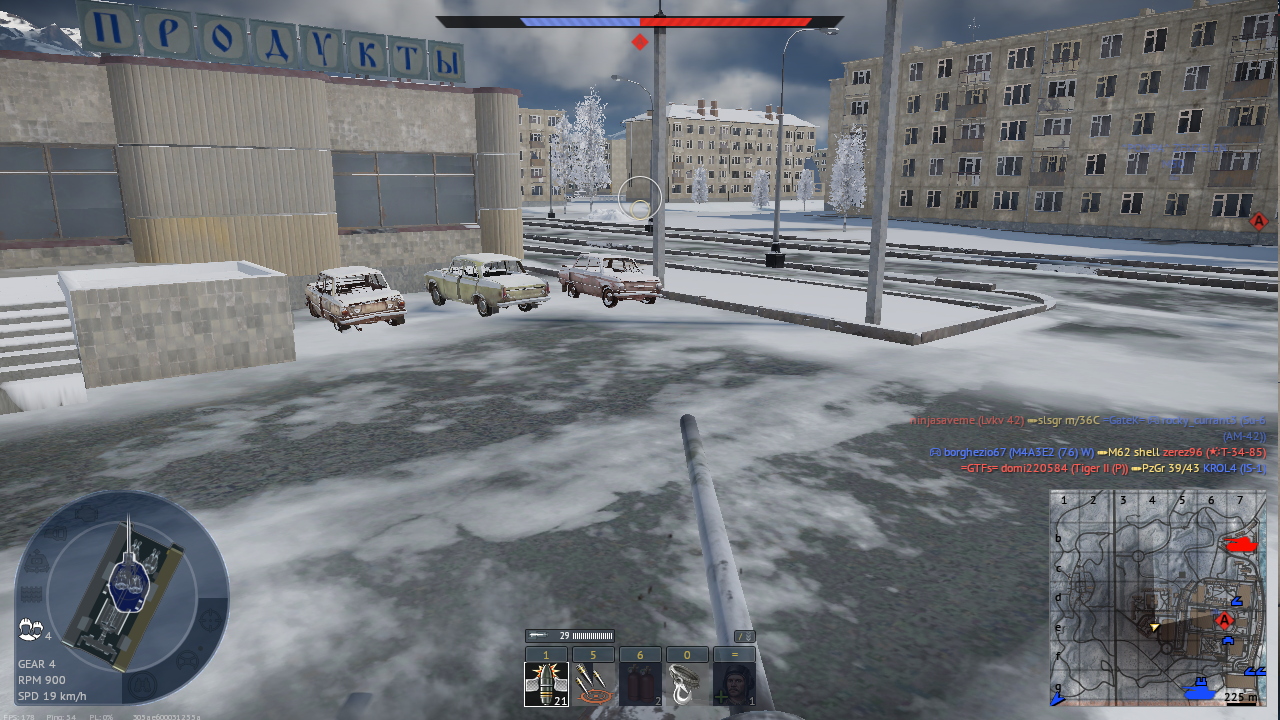 ПРОДУКТЫ
A
ninjasaveme (Lvkv 42) slsgr m/36C
(AM-42))
borghezio67 (M4A3E2 (76) W) M62 shell zerez96 (T-34-85)
=GTFs= domi220584 (Tiger II (P)) PzGr 39/43 KROL4 (IS-1)
1 2 3 4 5 6 7
b
c
d
e
f
g
A
225 m
4
GEAR 4
RPM 900
SPD 19 km/h
29
1 5 6 0 =
21 2 1